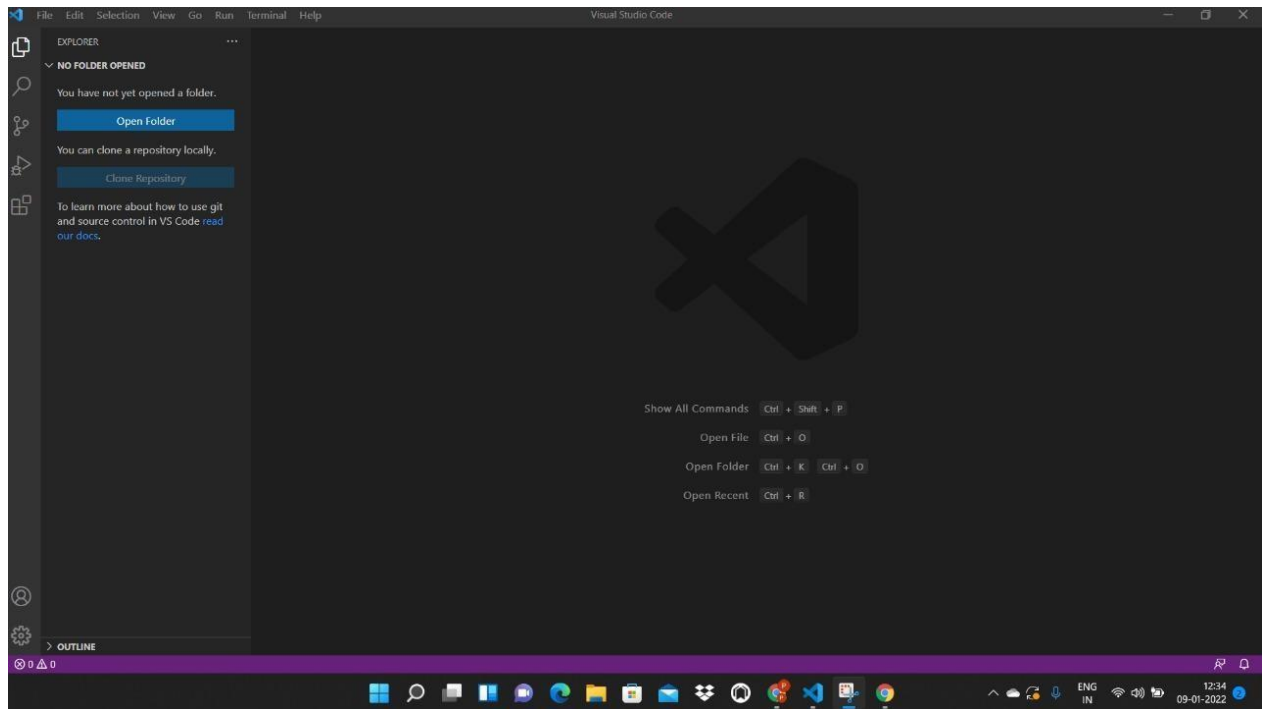 File Edit Selection View Go Run Terminal Help
Visual Studio Code
EXPLORER
NO FOLDER OPENED
You have not yet opened a folder.
Open Folder
You can clone a repository locally.
Clone Repository
To learn more about how to use git
and source control in VS Code read
our docs.
Show All Commands Ctrl + Shift + P
Open File Ctrl + O
Open Folder Ctrl + K Ctrl + O
Open Recent Ctrl + R
OUTLINE
0 0
ENG
IN
12:34
09-01-2022
2